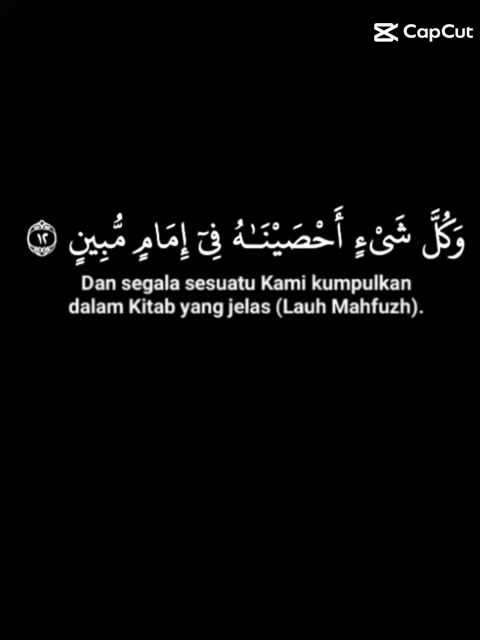 CapCut
وَكُلَّ شَىْءٍ أَحْصَيْنَـٰهُ فِىٓ إِمَامٍ مُّبِينٍ ١٢
Dan segala sesuatu Kami kumpulkan
dalam Kitab yang jelas (Lauh Mahfuzh).